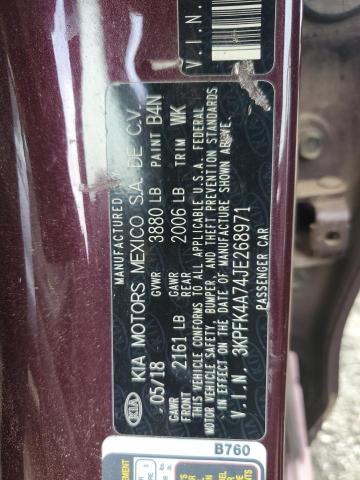 V.I.N.
KIA
MANUFACTURED
KIA MOTORS MEXICO S.A. DE C.V.
05/18 GVWR 3880 LB PAINT B4N
GAWR FRONT 2161 LB GAWR REAR 2006 LB TRIM WK
THIS VEHICLE CONFORMS TO ALL APPLICABLE U.S.A. FEDERAL
MOTOR VEHICLE SAFETY, BUMPER, AND THEFT PREVENTION STANDARDS
IN EFFECT ON THE DATE OF MANUFACTURE SHOWN ABOVE.
V.I.N. 3KPFK4A74JE268971
PASSENGER CAR
B760